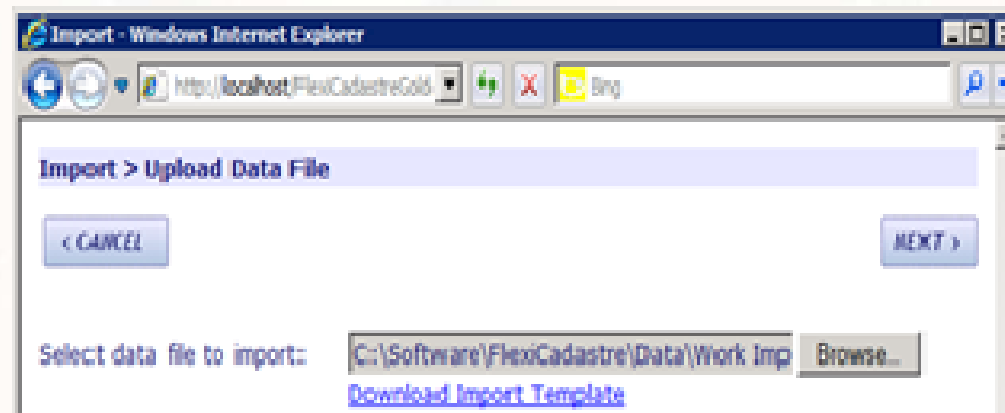 Import - Windows Internet Explorer
http://localhost/FlexiCadastreGold Bing
Import > Upload Data File
< CANCEL NEXT >
Select data file to import:: C:\Software\FlexiCadastre\Data\Work Imp Browse...
Download Import Template